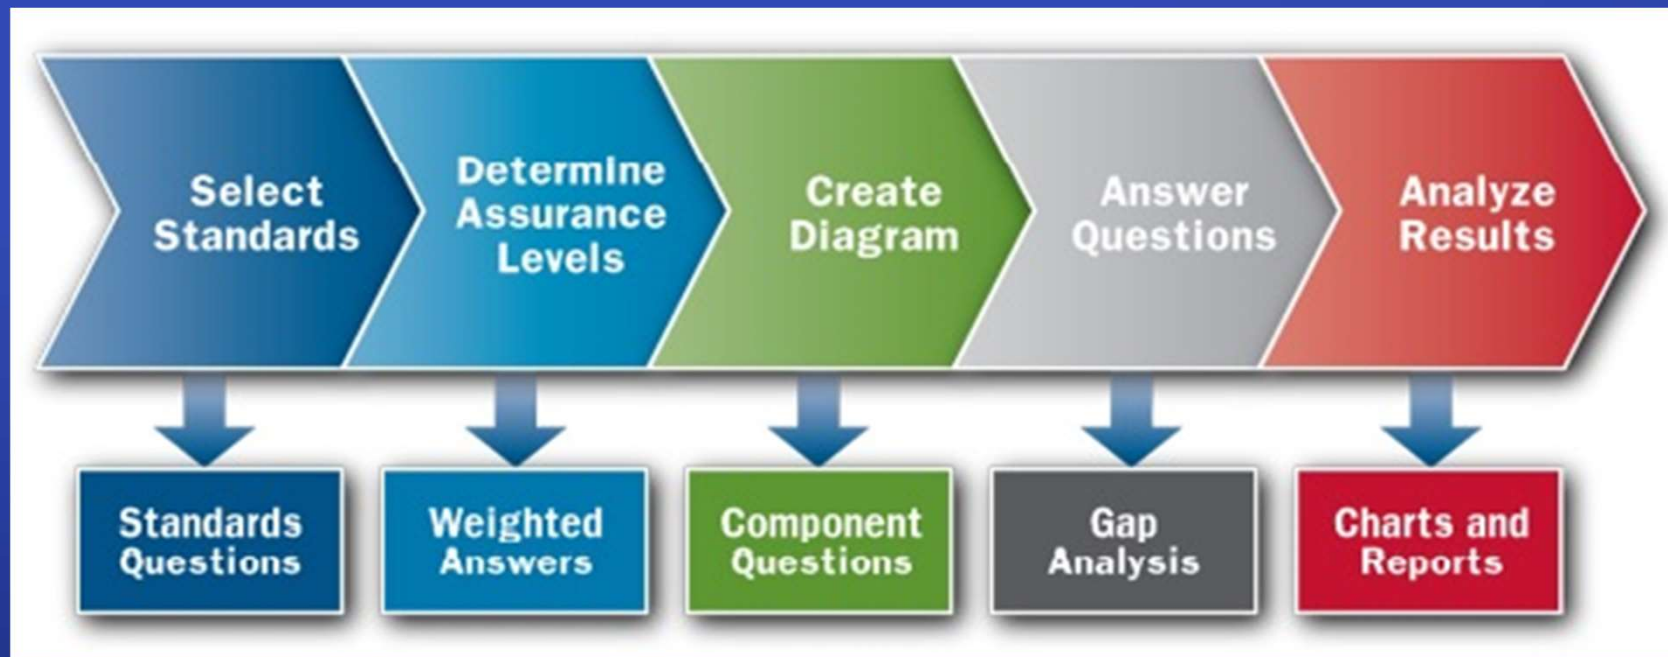 Select
Standards
Determine
Assurance
Levels
Create
Diagram
Answer
Questions
Analyze
Results
Standards
Questions
Weighted
Answers
Component
Questions
Gap
Analysis
Charts and
Reports